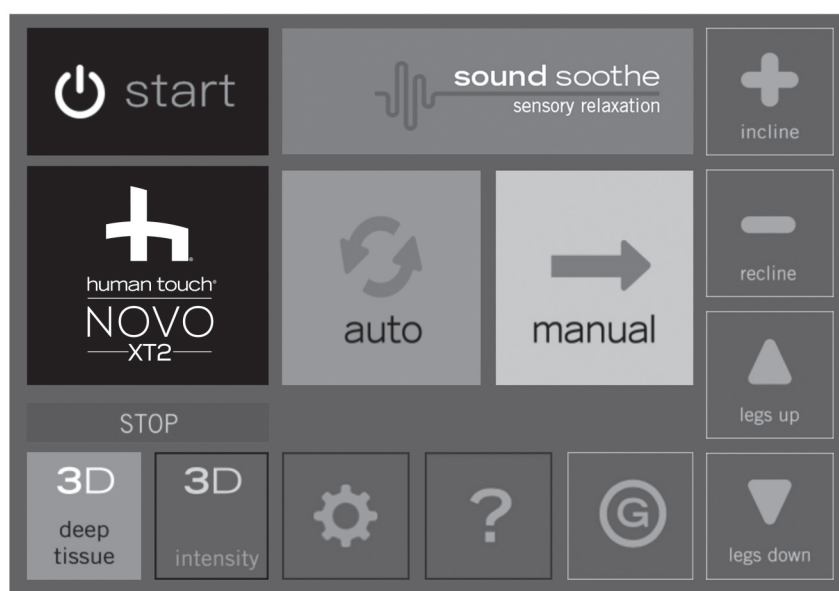 start
sound soothe
sensory relaxation
incline
human touch®
NOVO
XT2
auto
manual
recline
STOP
legs up
3D
deep
tissue
3D
intensity
?
G
legs down